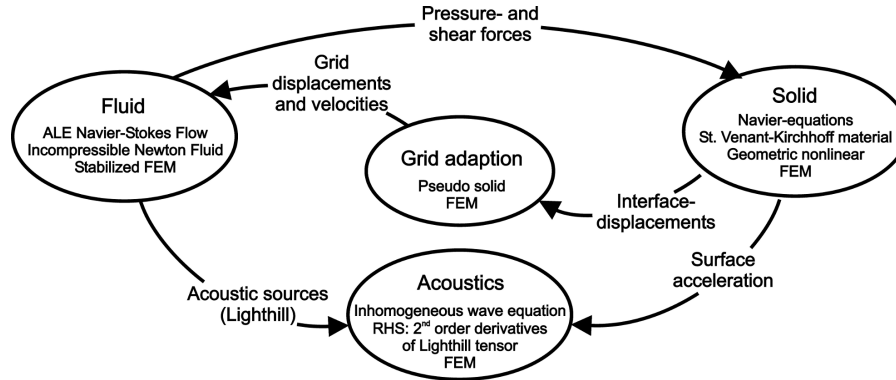 Pressure- and
shear forces
Grid
displacements
and velocities
Fluid
ALE Navier-Stokes Flow
Incompressible Newton Fluid
Stabilized FEM
Solid
Navier-equations
St. Venant-Kirchhoff material
Geometric nonlinear
FEM
Grid adaption
Pseudo solid
FEM
Interface-
displacements
Acoustic sources
(Lighthill)
Acoustics
Inhomogeneous wave equation
RHS: 2nd order derivatives
of Lighthill tensor
FEM
Surface
acceleration